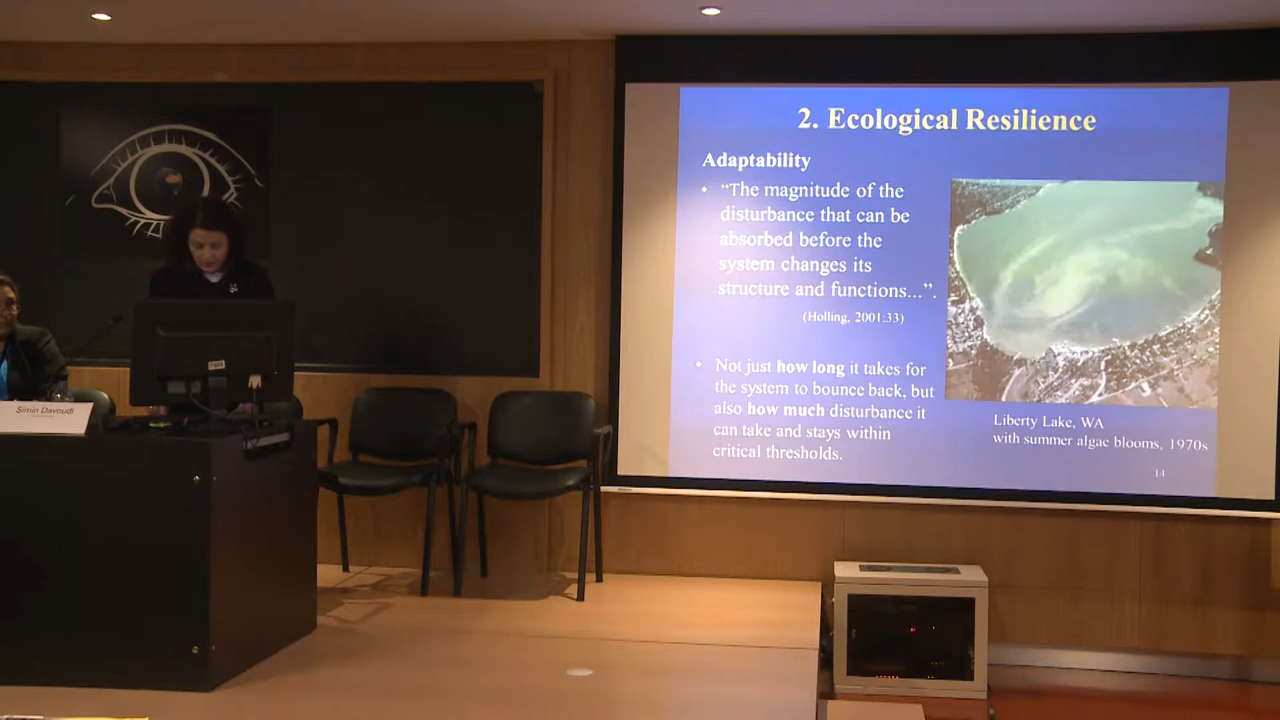 2. Ecological Resilience
Adaptability
• “The magnitude of the
disturbance that can be
absorbed before the
system changes its
structure and functions...”.
(Holling, 2001:33)
• Not just how long it takes for
the system to bounce back, but
also how much disturbance it
can take and stays within
critical thresholds.
Liberty Lake, WA
with summer algae blooms, 1970s
14
Simin Davoudi